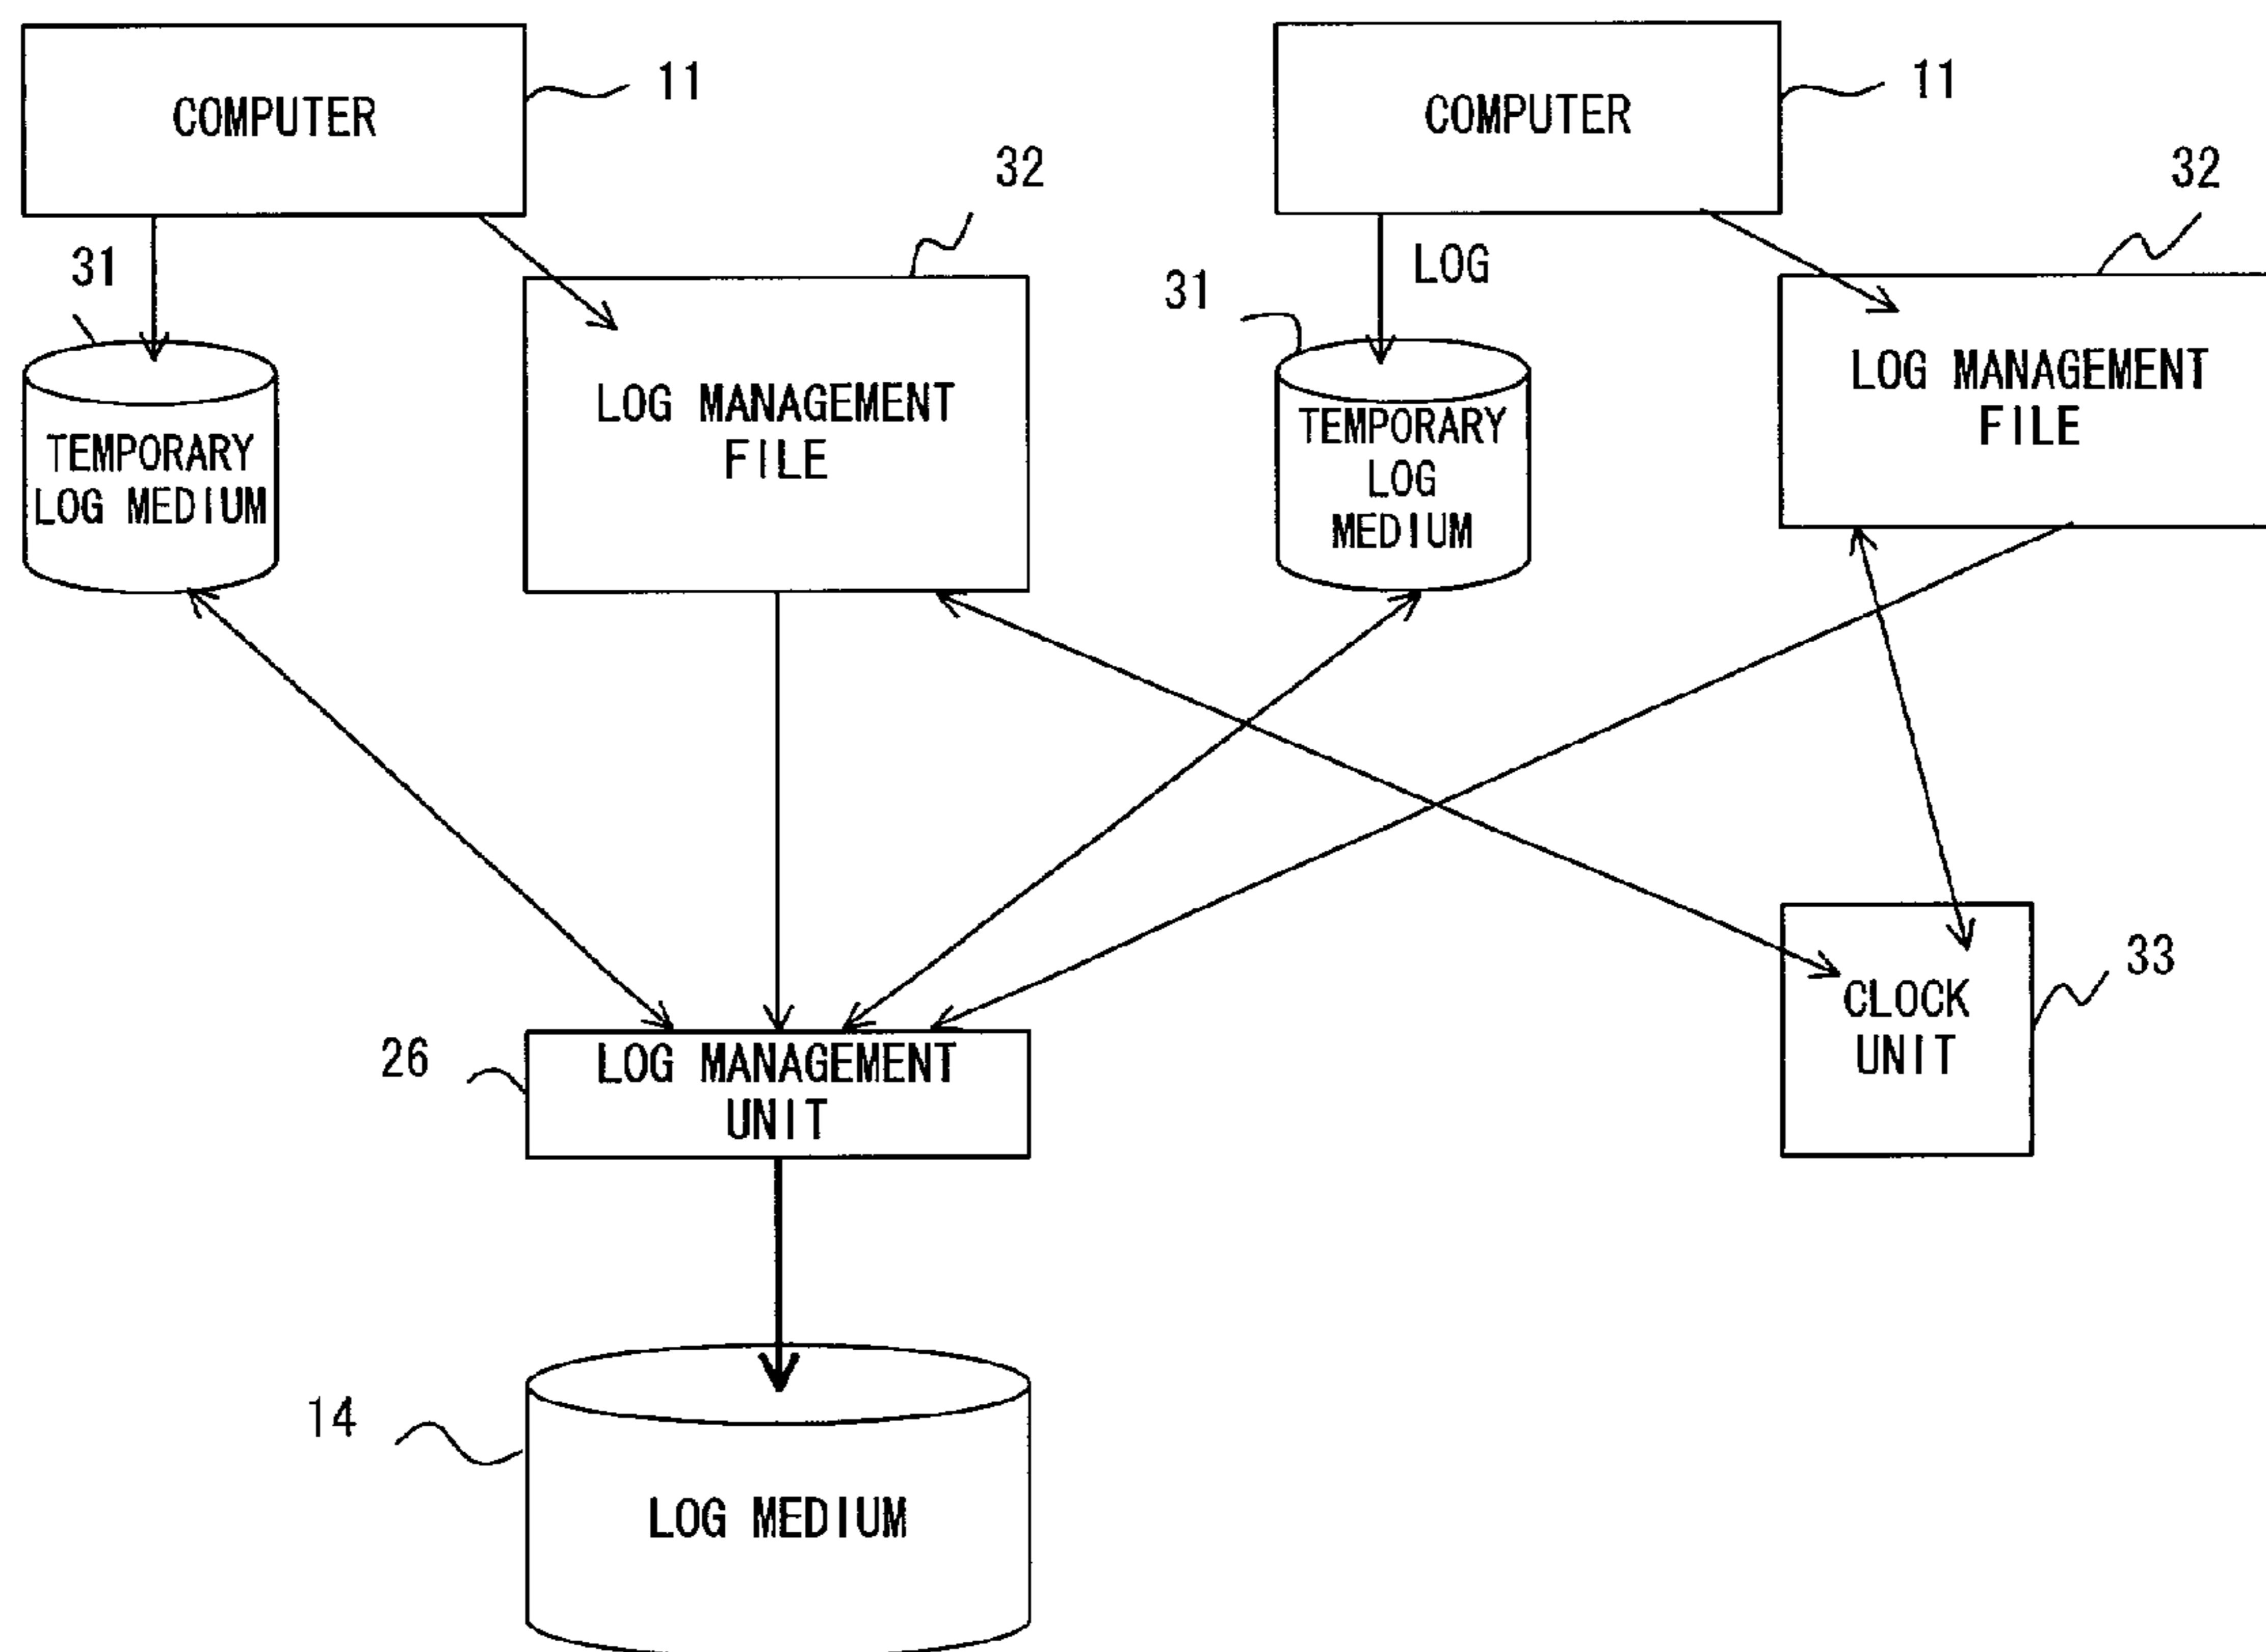 COMPUTER
11
COMPUTER
11
32
32
31
LOG
31
LOG MANAGEMENT
FILE
LOG MANAGEMENT
FILE
TEMPORARY
LOG MEDIUM
TEMPORARY
LOG
MEDIUM
33
CLOCK
UNIT
26
LOG MANAGEMENT
UNIT
14
LOG MEDIUM